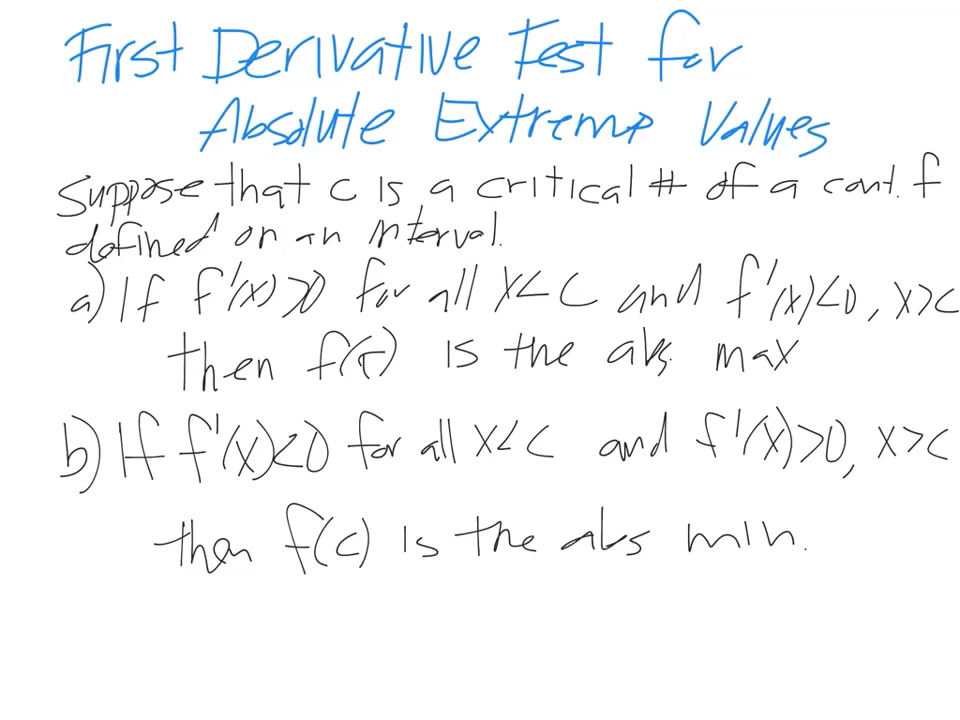 First Derivative Test for
Absolute Extreme Values
Suppose that c is a critical # of a cont. f
defined on an interval.
a) If f'(x)>0 for all x<c and f'(x)<0, x>c
then f(c) is the abs. max
b) If f'(x)<0 for all x<c and f'(x)>0, x>c
then f(c) is the abs min.